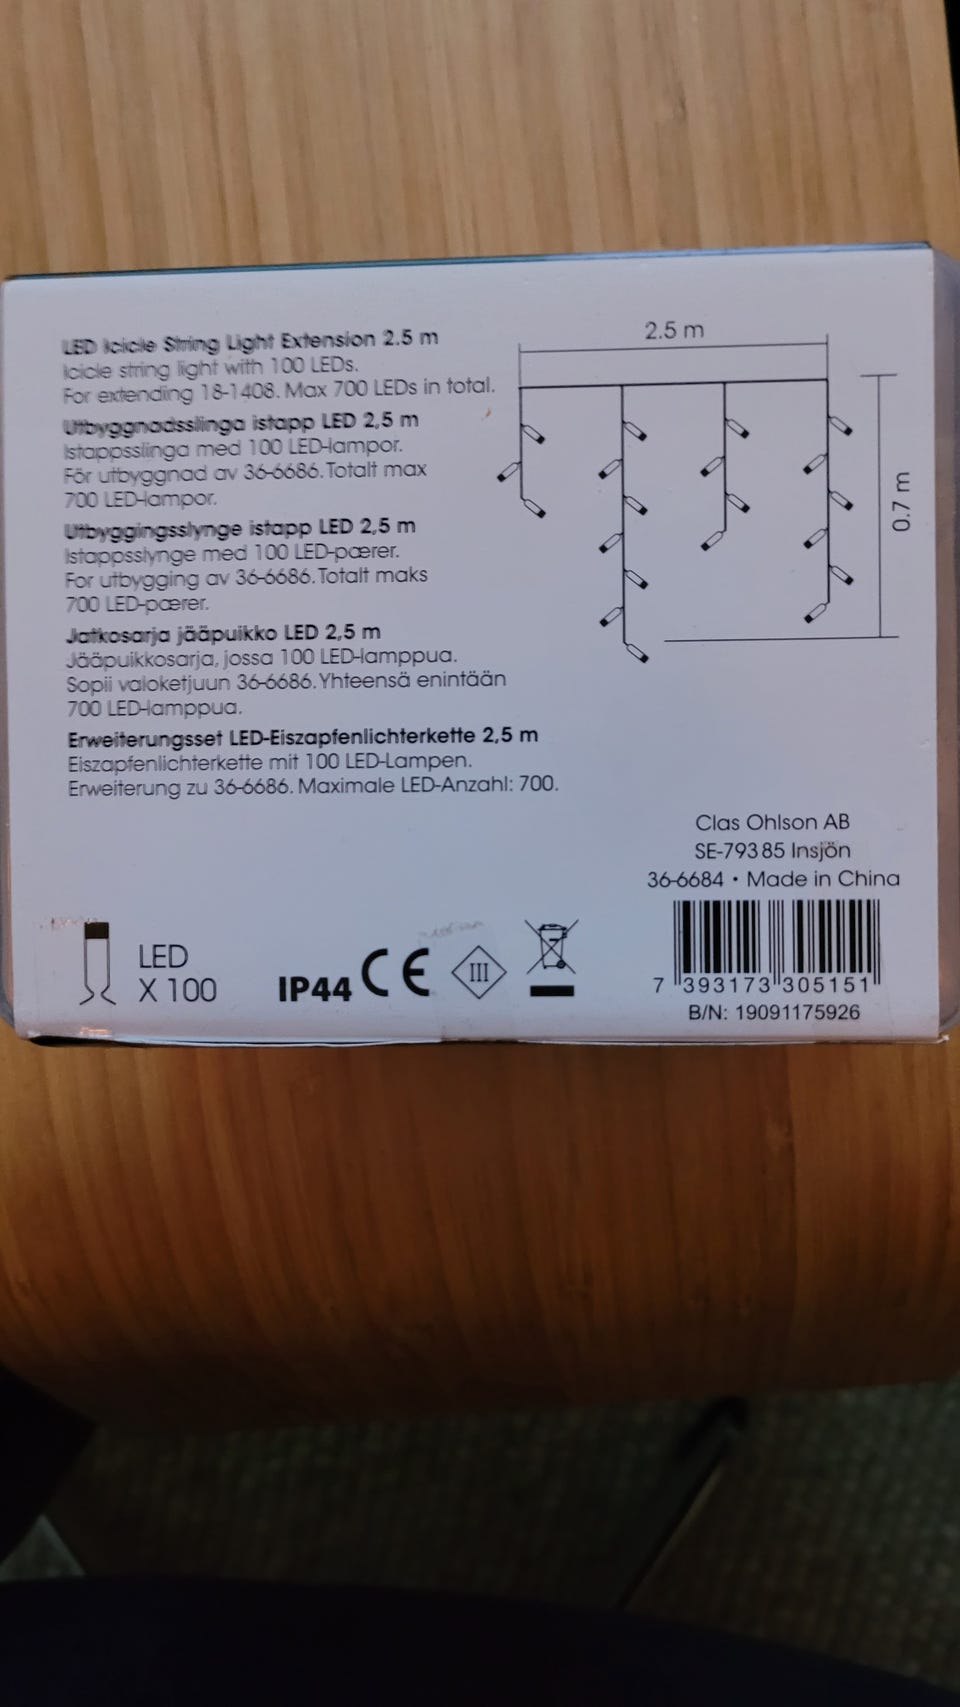 LED Icicle String Light Extension 2.5 m
Icicle string light with 100 LEDs.
For extending 18-1408. Max 700 LEDs in total.
Utbyggnadsslinga istapp LED 2,5 m
Istappsslinga med 100 LED-lampor.
För utbyggnad av 36-6686. Totalt max
700 LED-lampor.
Utbyggingsslynge istapp LED 2,5 m
Istappsslynge med 100 LED-pærer.
For utbygging av 36-6686. Totalt maks
700 LED-pærer.
Jatkosarja jääpuikko LED 2,5 m
Jääpuikkosarja, jossa 100 LED-lamppua.
Sopii valoketjuun 36-6686. Yhteensä enintään
700 LED-lamppua.
Erweiterungsset LED-Eiszapfenlichterkette 2,5 m
Eiszapfenlichterkette mit 100 LED-Lampen.
Erweiterung zu 36-6686. Maximale LED-Anzahl: 700.
2.5 m
0.7 m
Clas Ohlson AB
SE-793 85 Insjön
36-6684 • Made in China
LED
X 100
IP44 CE III
7 393173 305151
B/N: 19091175926